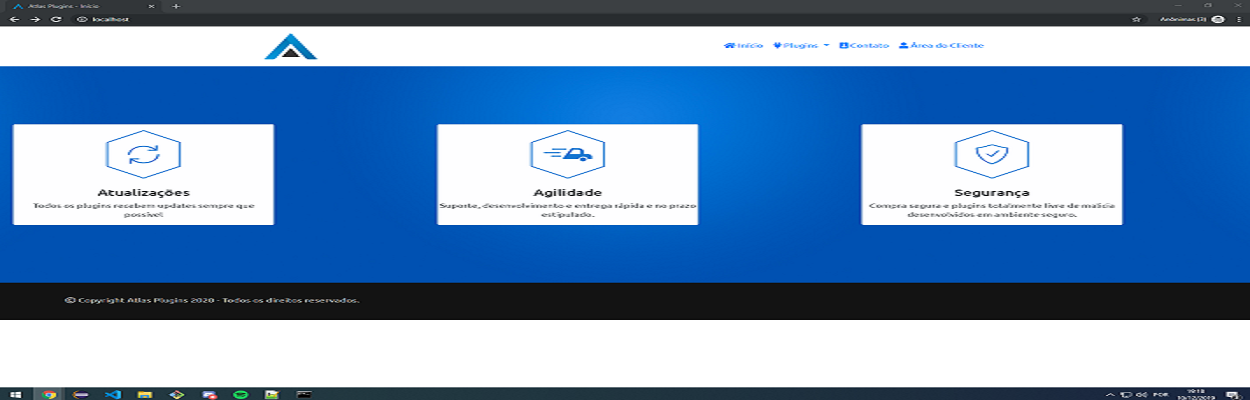 Atlas Plugins - Início
localhost
Anônimas (3)
Início Plugins Contato Área do Cliente
Atualizações
Todos os plugins recebem updates sempre que
possível
Agilidade
Suporte, desenvolvimento e entrega rápida e no prazo
estipulado.
Segurança
Compra segura e plugins totalmente livre de malícia
desenvolvidos em ambiente seguro.
© Copyright Atlas Plugins 2020 - Todos os direitos reservados.
POR
19:18
10/12/2019